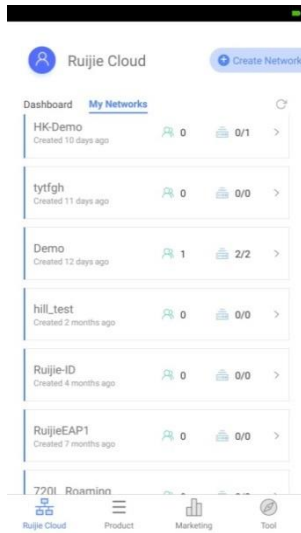 Ruijie Cloud
Create Network
Dashboard My Networks
HK-Demo
Created 10 days ago
0 0/1
tytfgh
Created 11 days ago
0 0/0
Demo
Created 12 days ago
1 2/2
hill_test
Created 2 months ago
0 0/0
Ruijie-ID
Created 4 months ago
0 0/0
RuijieEAP1
Created 7 months ago
0 0/0
720L Roaming
Ruijie Cloud Product Marketing Tool